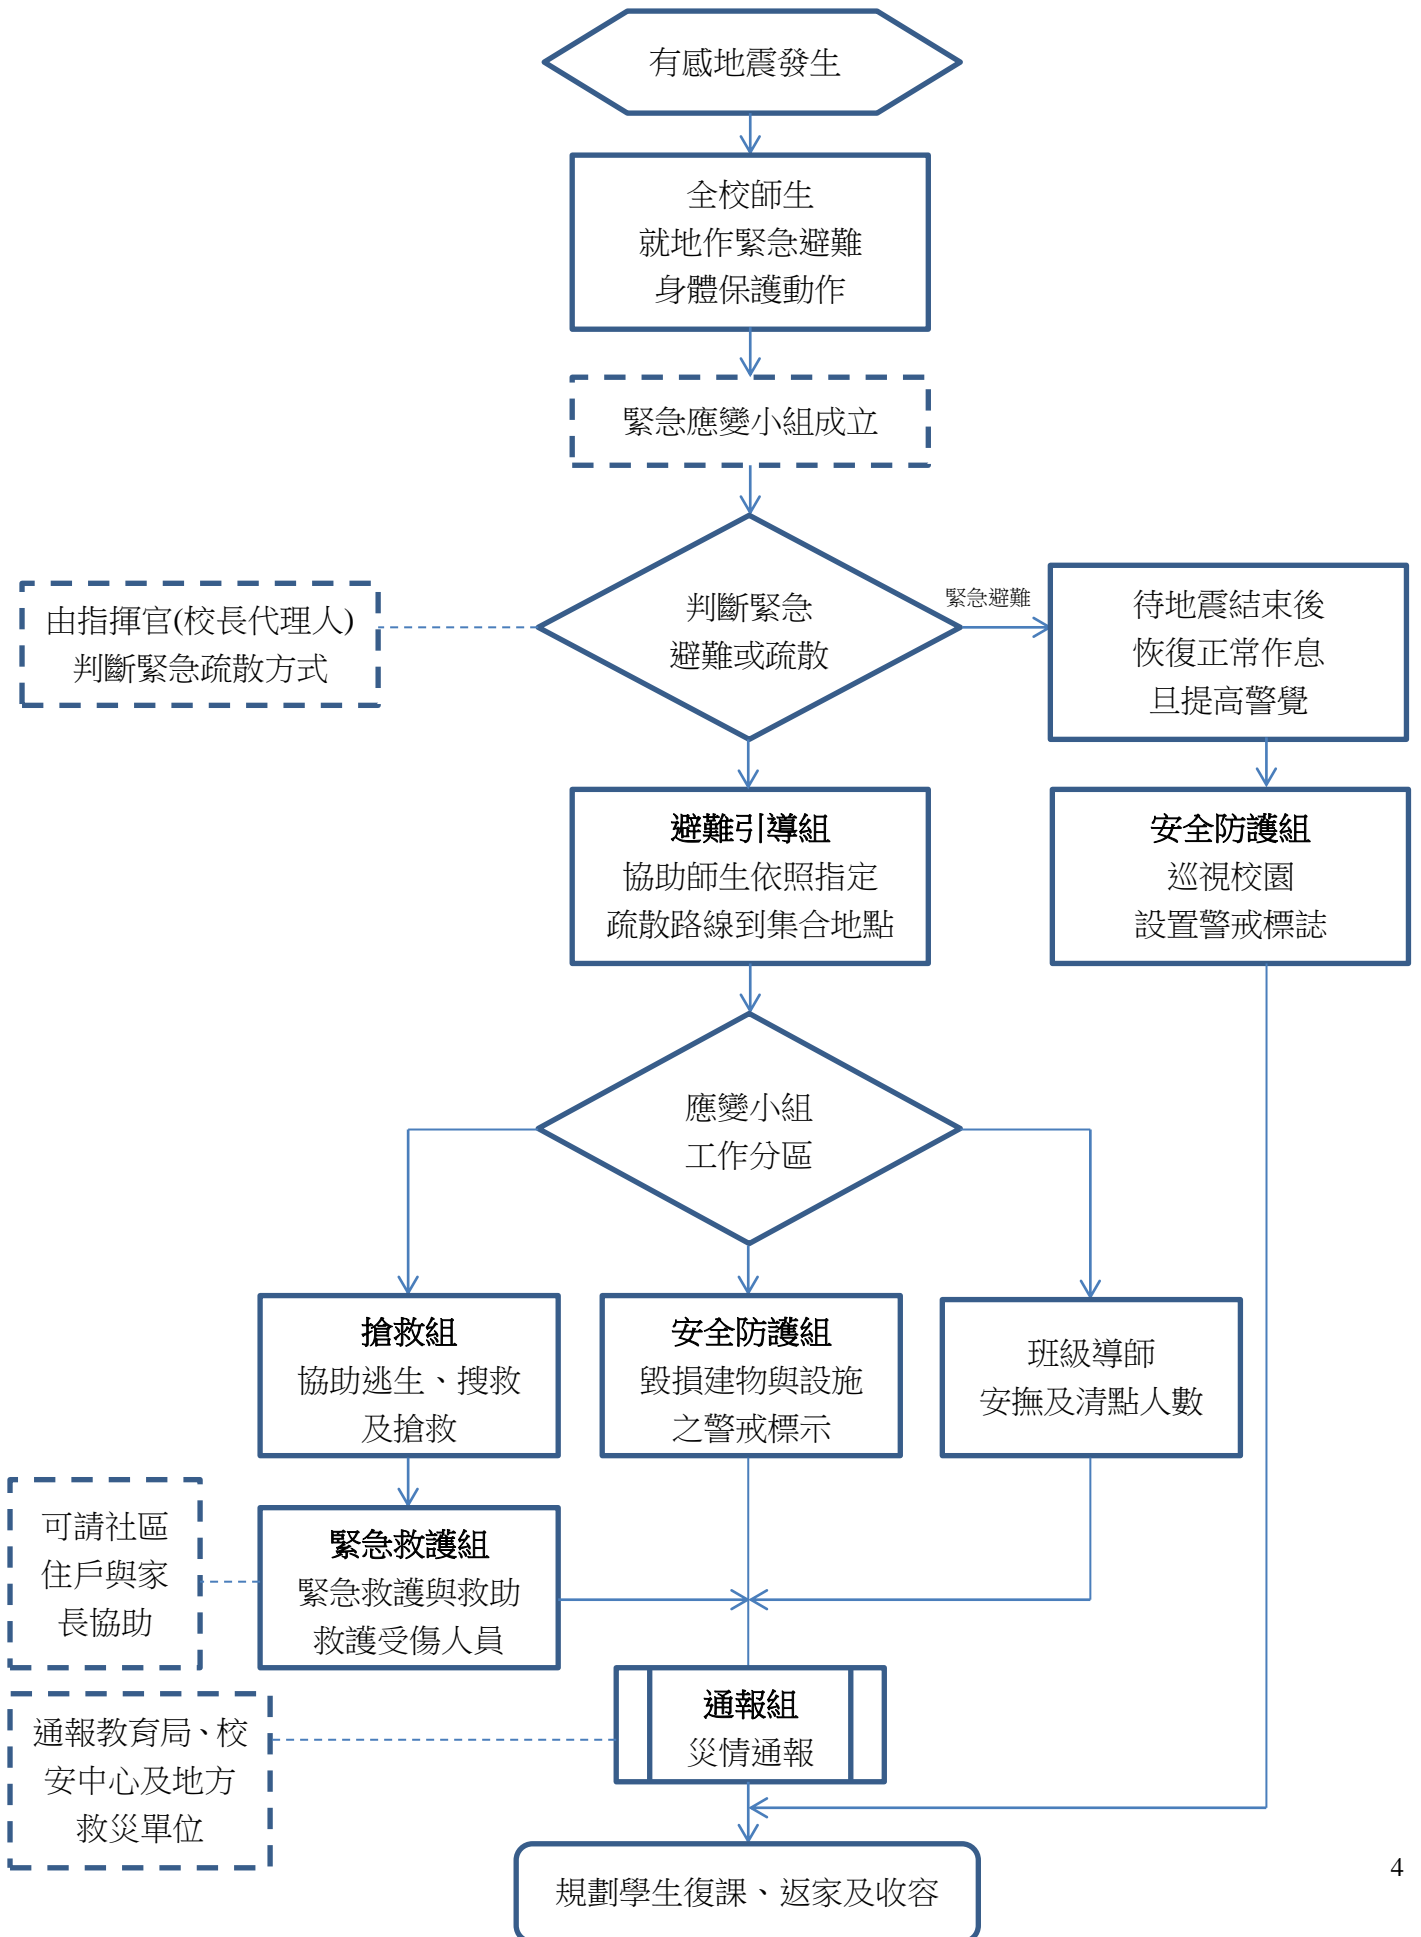 有感地震發生
全校師生
就地作緊急避難
身體保護動作
緊急應變小組成立
由指揮官(校長代理人)
判斷緊急疏散方式
判斷緊急
避難或疏散
緊急避難
待地震結束後
恢復正常作息
旦提高警覺
避難引導組
協助師生依照指定
疏散路線到集合地點
安全防護組
巡視校園
設置警戒標誌
應變小組
工作分區
搶救組
協助逃生、搜救
及搶救
安全防護組
毀損建物與設施
之警戒標示
班級導師
安撫及清點人數
可請社區
住戶與家
長協助
緊急救護組
緊急救護與救助
救護受傷人員
通報教育局、校
安中心及地方
救災單位
通報組
災情通報
規劃學生復課、返家及收容
4